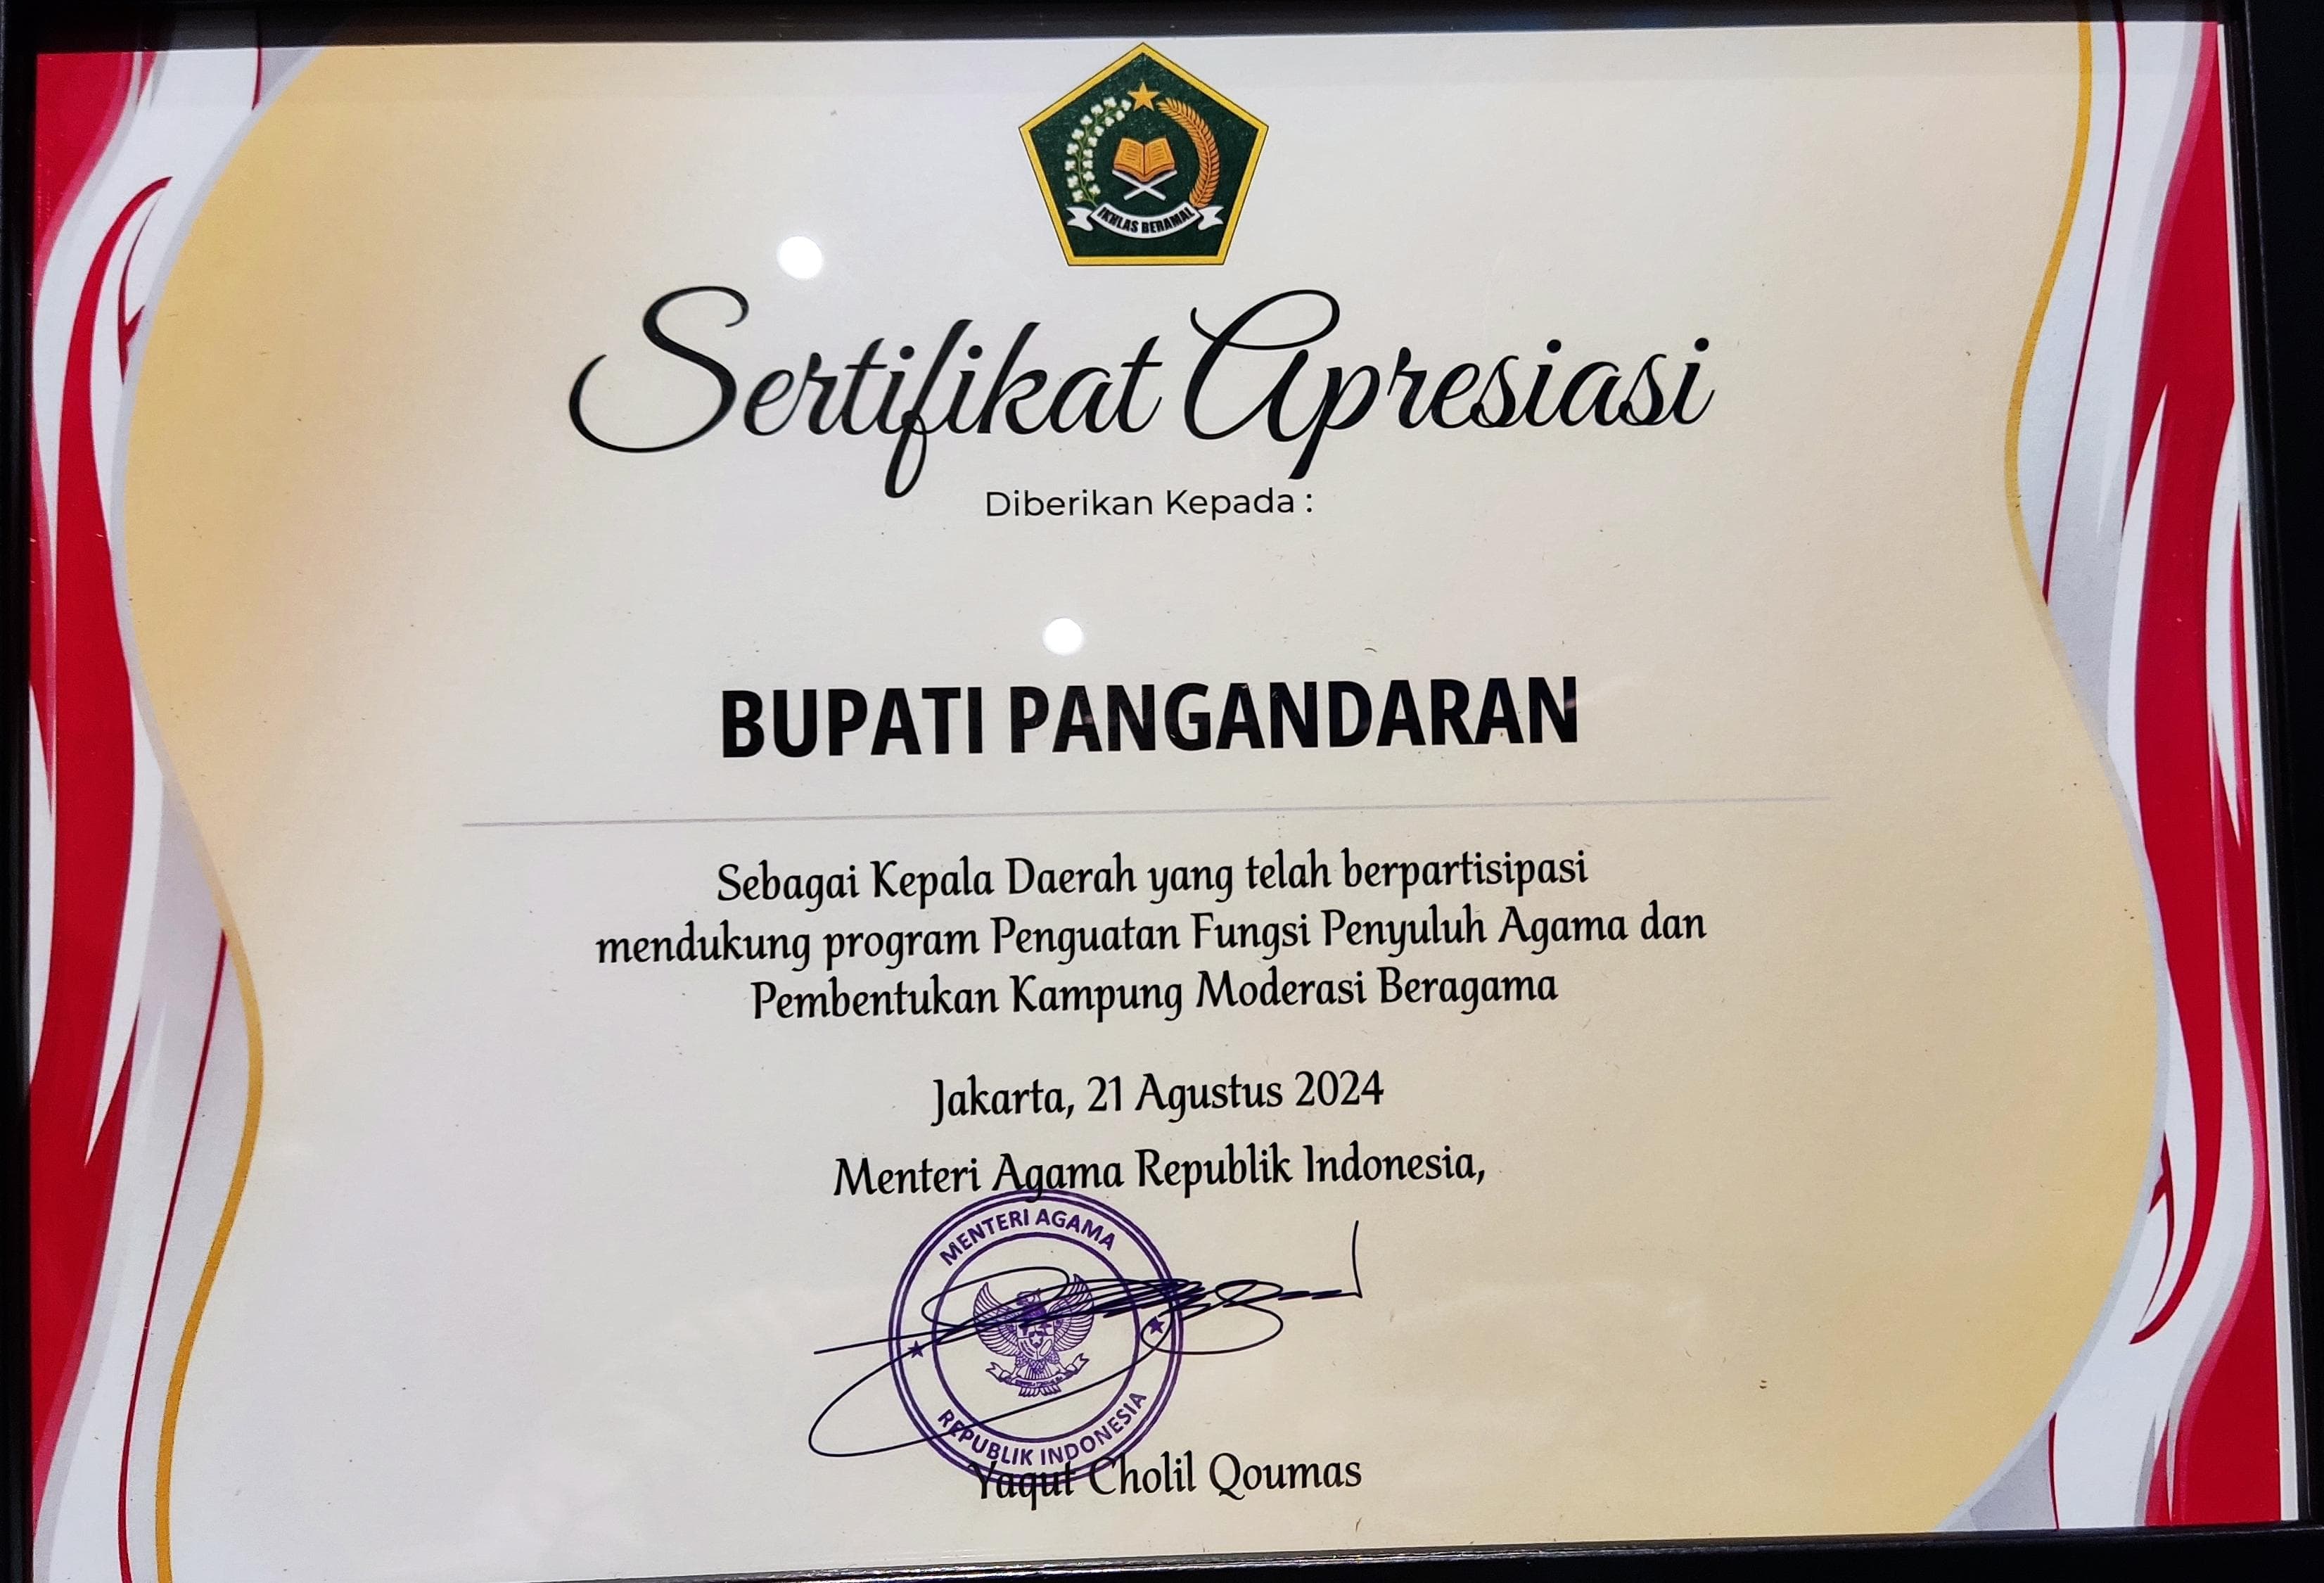 IKHLAS BERAMAL
Sertifikat Apresiasi
Diberikan Kepada :
BUPATI PANGANDARAN
Sebagai Kepala Daerah yang telah berpartisipasi
mendukung program Penguatan Fungsi Penyuluh Agama dan
Pembentukan Kampung Moderasi Beragama
Jakarta, 21 Agustus 2024
Menteri Agama Republik Indonesia,
MENTERI AGAMA
REPUBLIK INDONESIA
Yaqut Cholil Qoumas